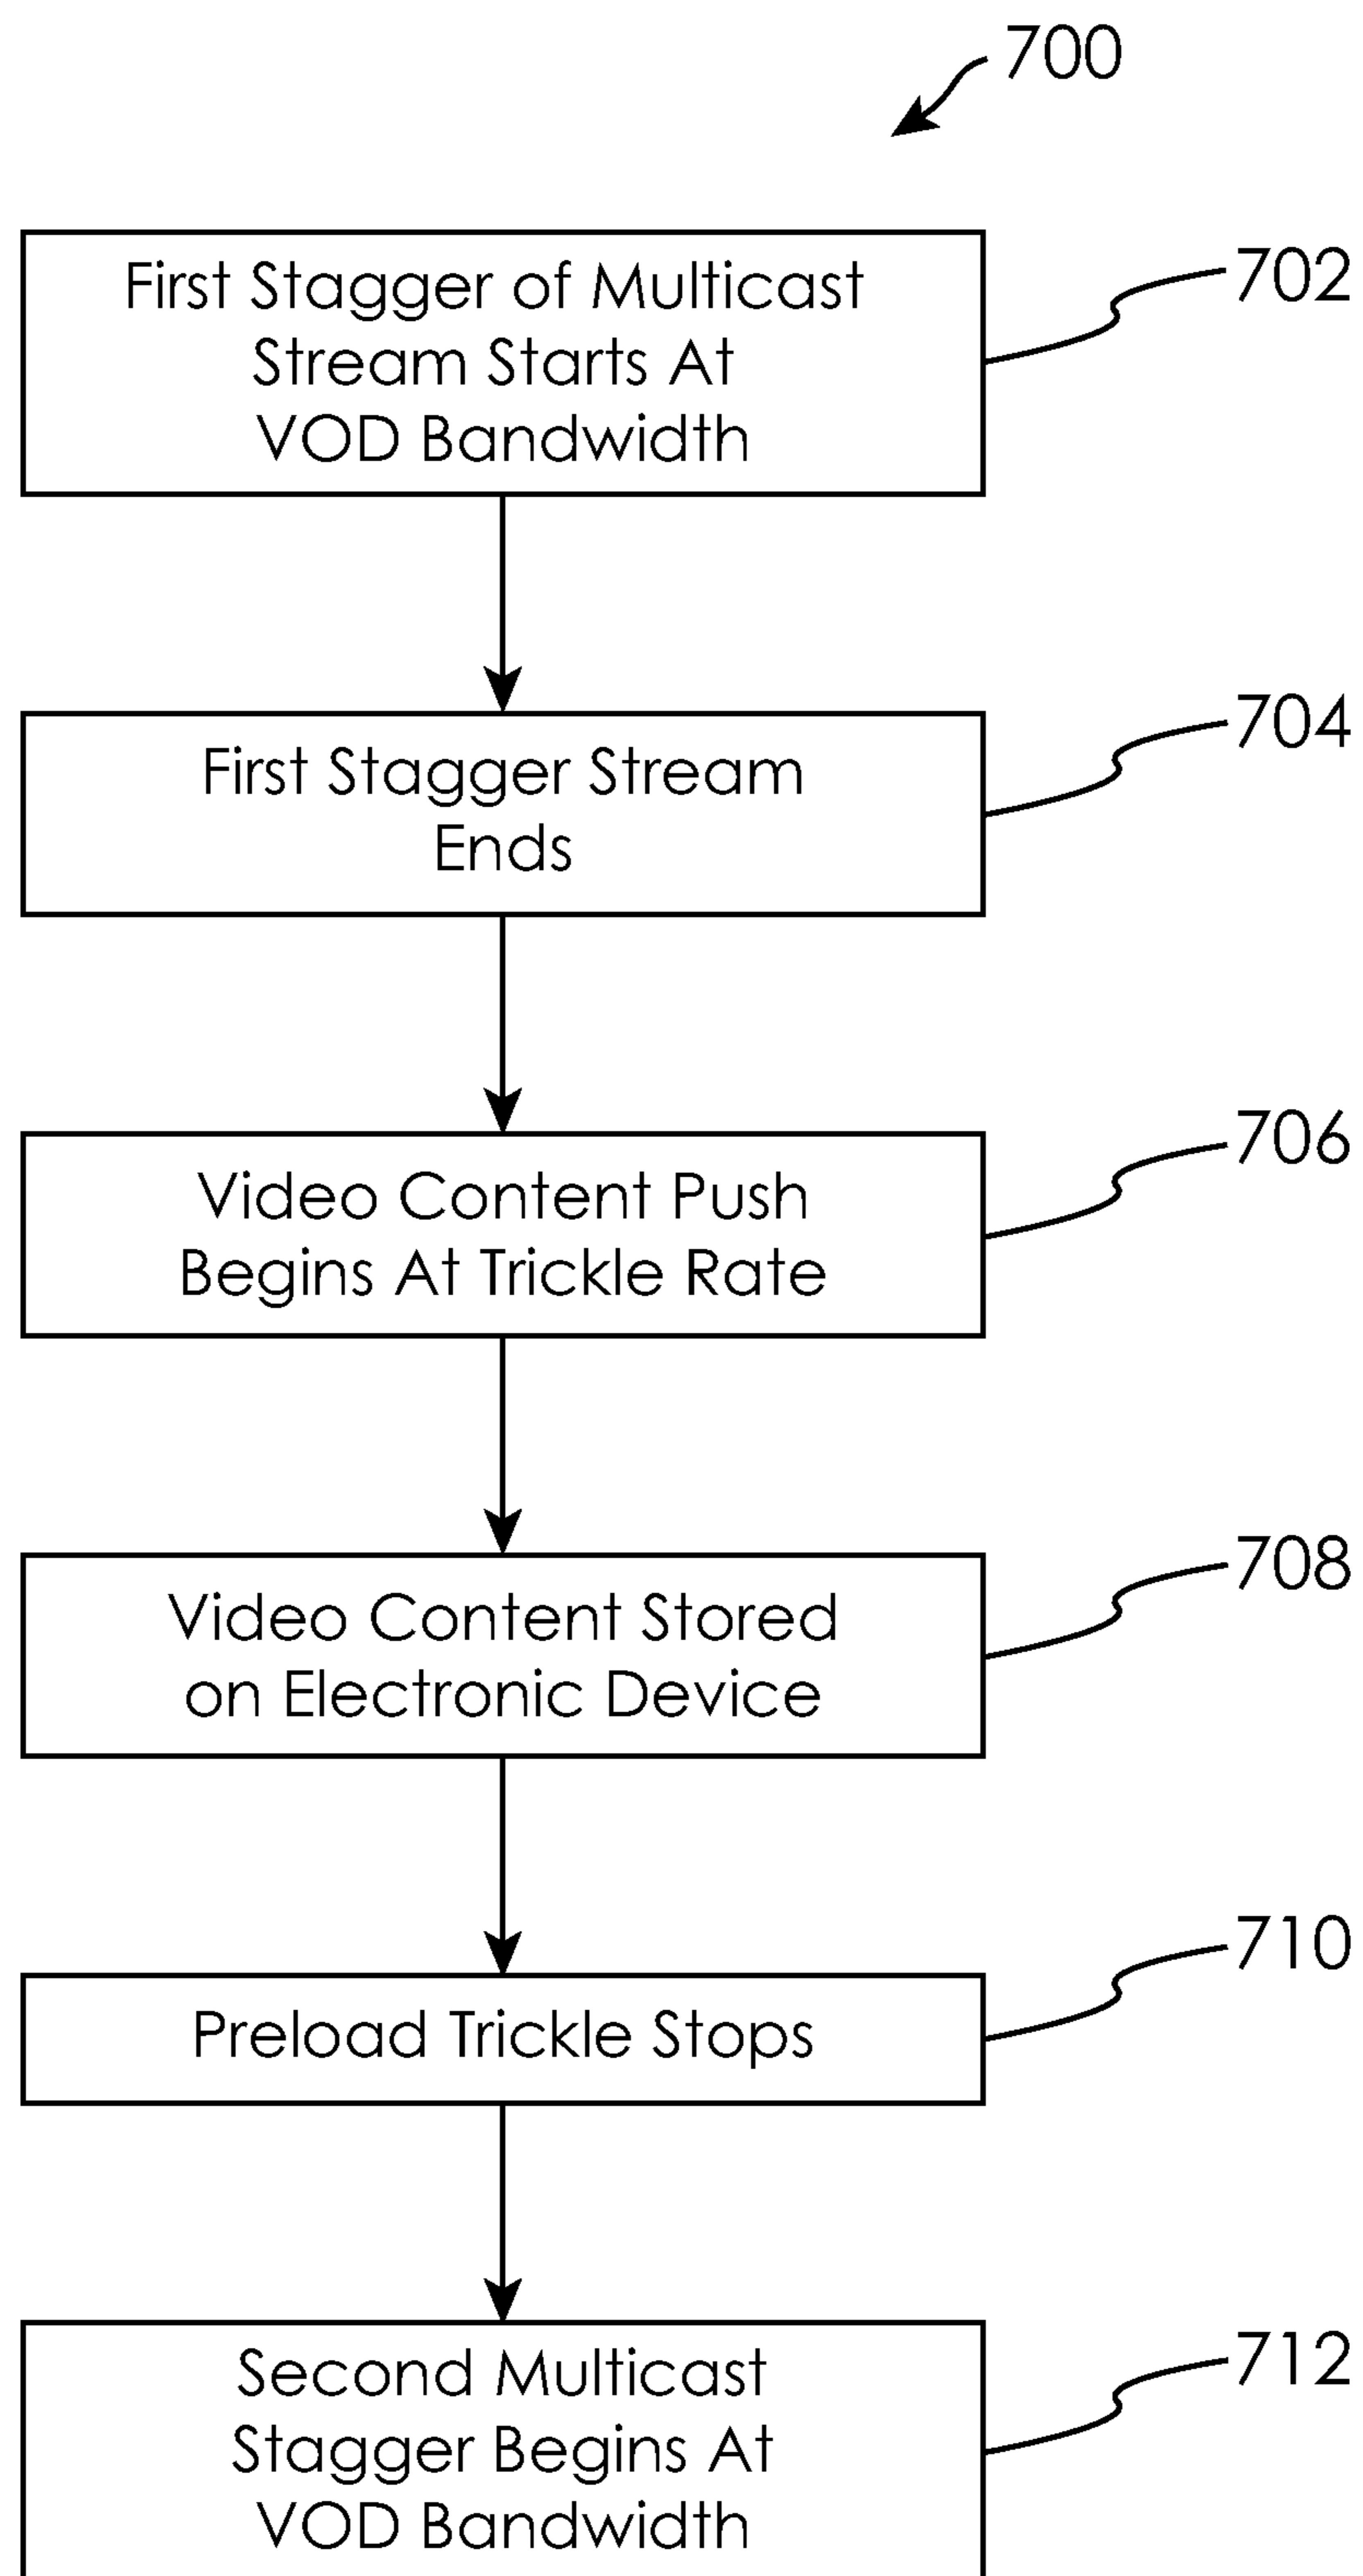 700
First Stagger of Multicast
Stream Starts At
VOD Bandwidth
702
First Stagger Stream
Ends
704
Video Content Push
Begins At Trickle Rate
706
Video Content Stored
on Electronic Device
708
Preload Trickle Stops
710
Second Multicast
Stagger Begins At
VOD Bandwidth
712